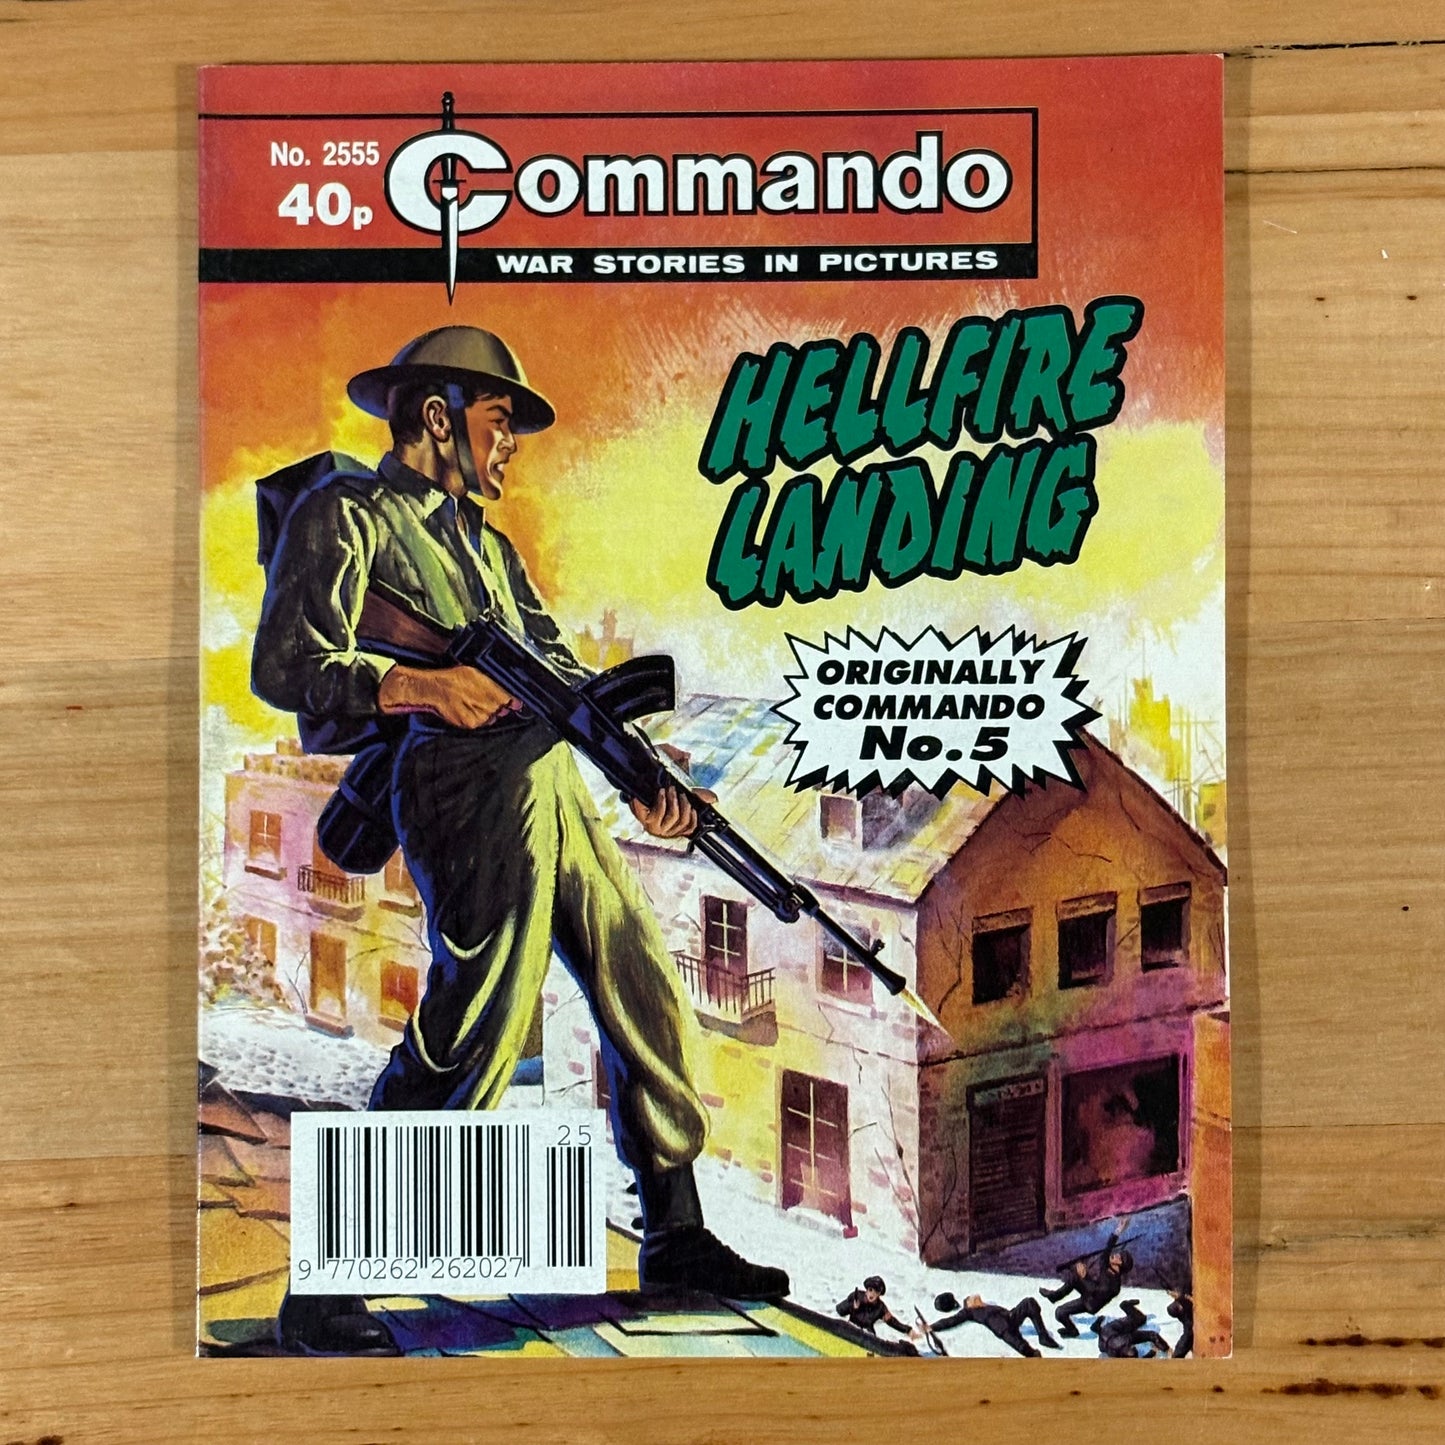 No. 2555
40p
Commando
WAR STORIES IN PICTURES
HELLFIRE
LANDING
ORIGINALLY
COMMANDO
No. 5
25
9 770262 262027